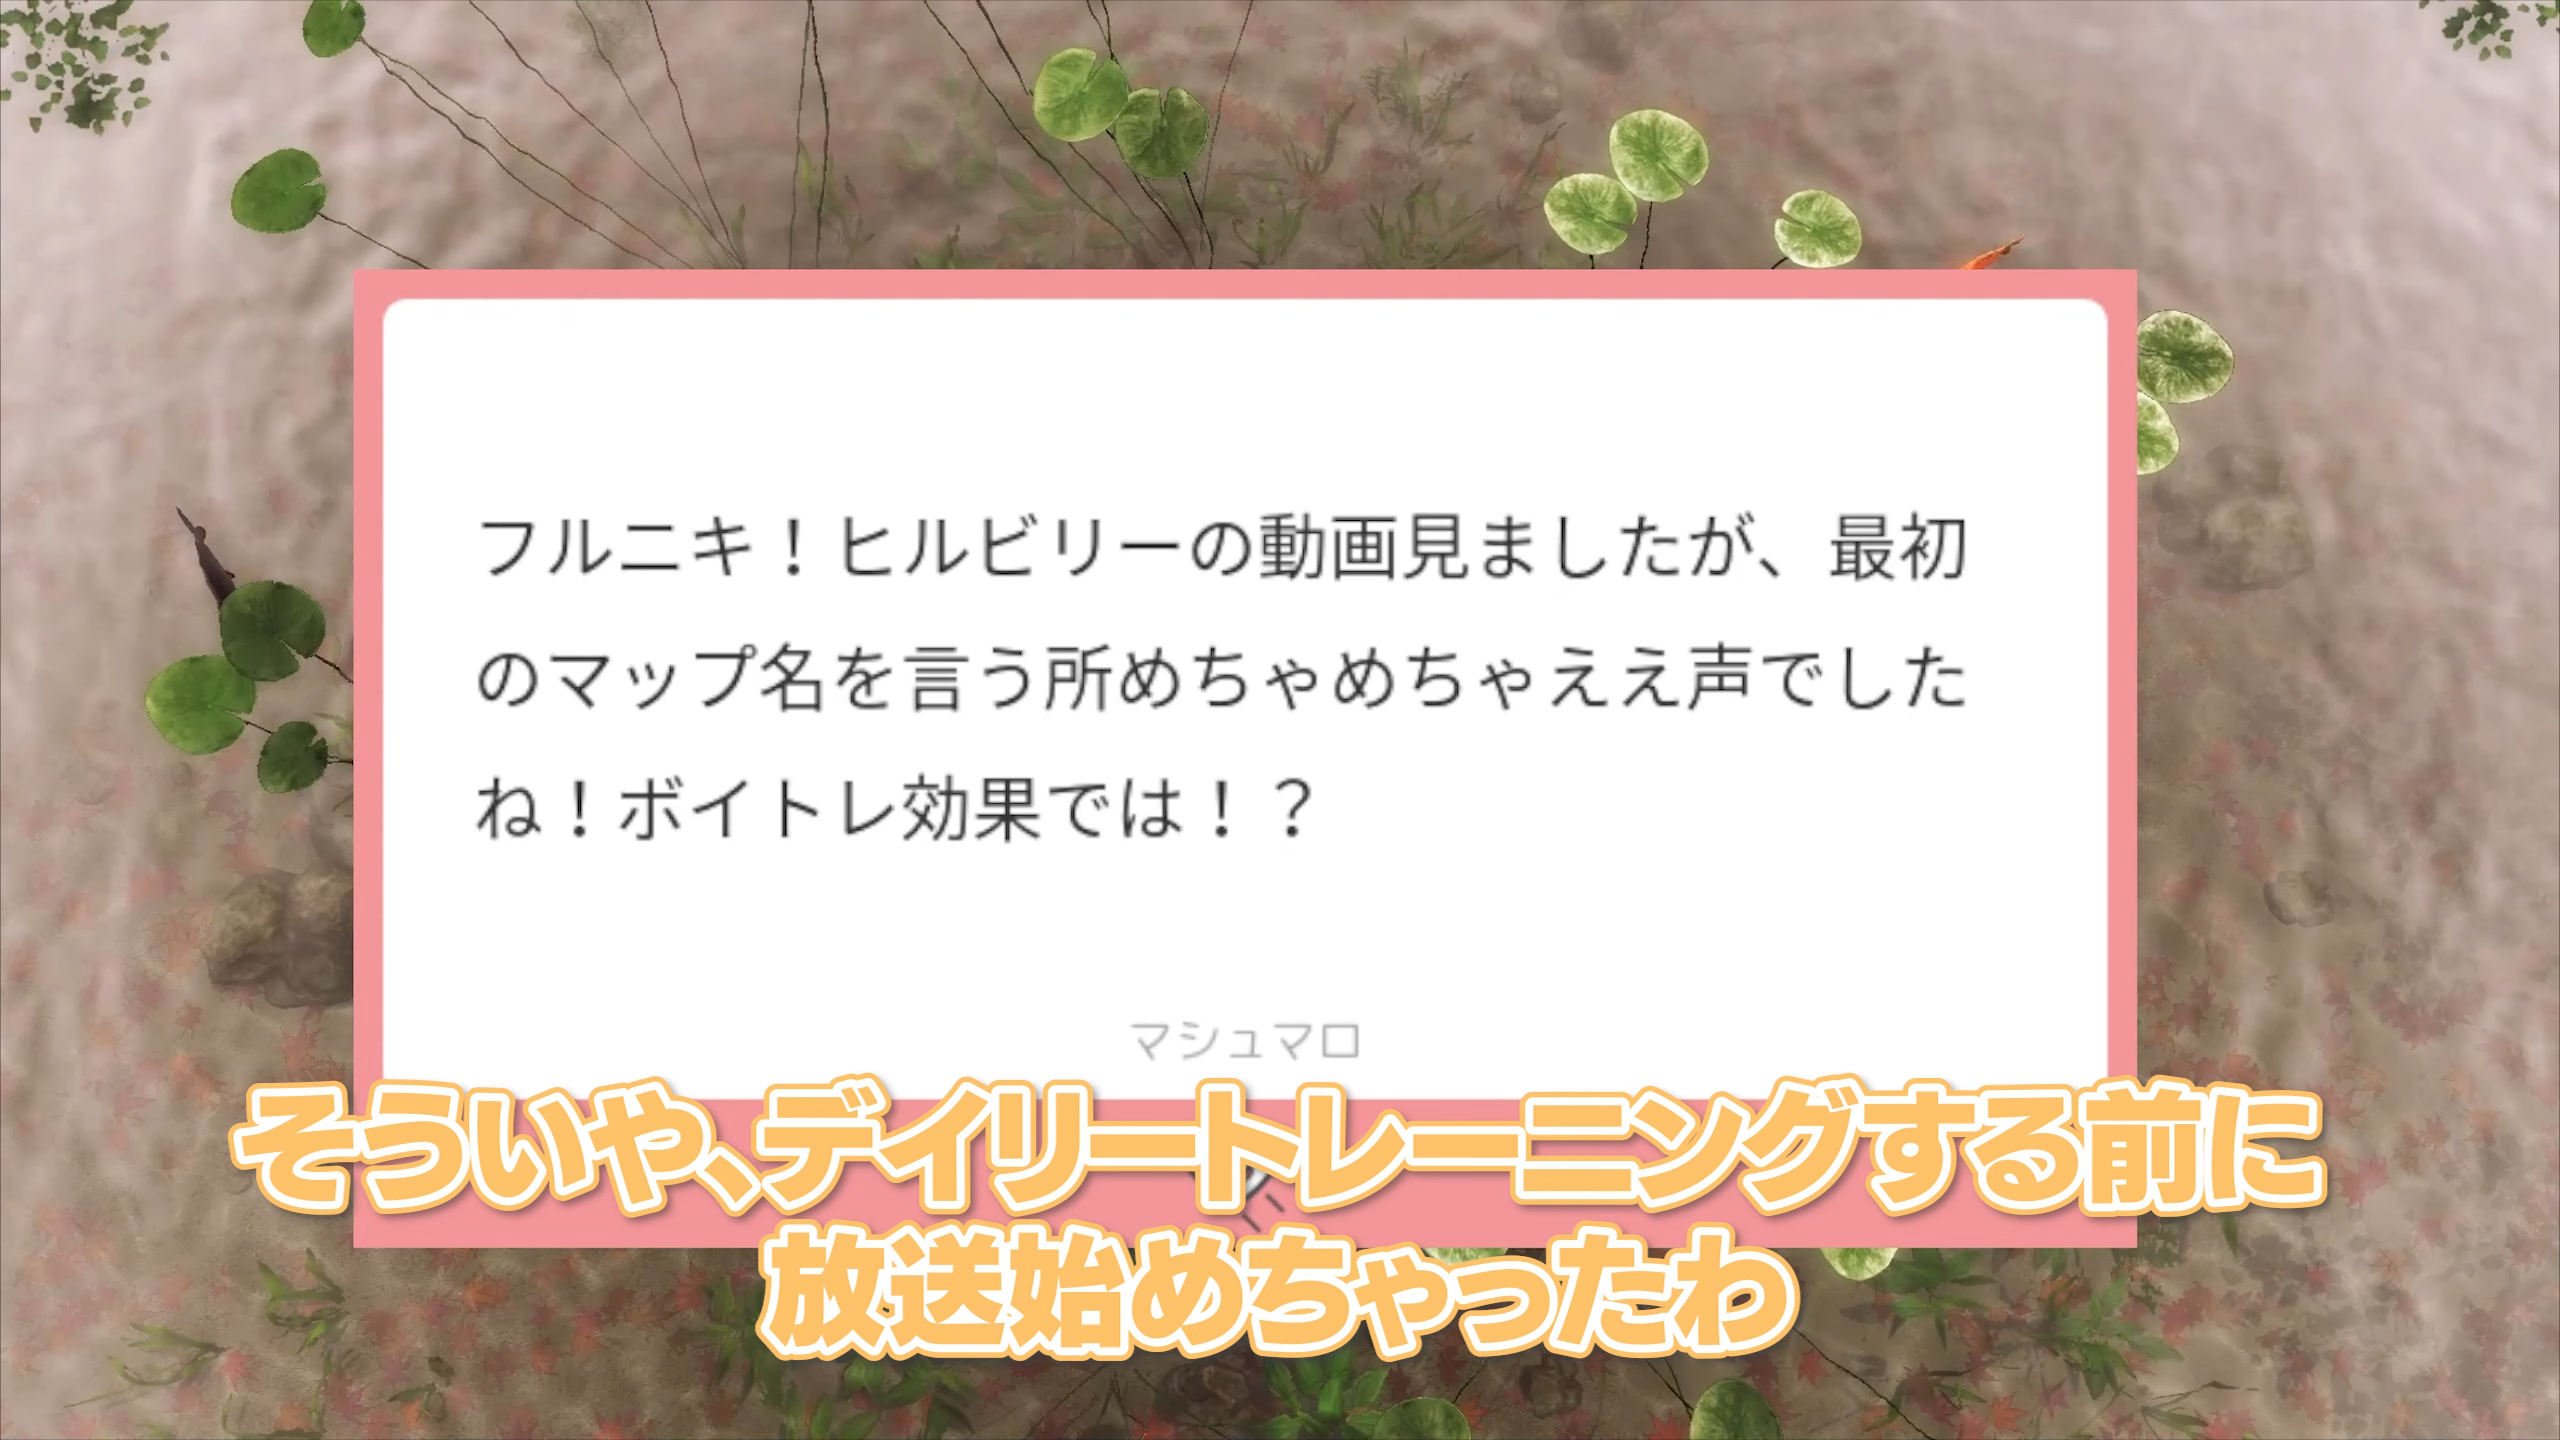 フルニキ！ヒルビリーの動画見ましたが、最初
のマップ名を言う所めちゃめちゃええ声でした
ね！ボイトレ効果では！？
マシュマロ
そういや、デイリートレーニングする前に
放送始めちゃったわ